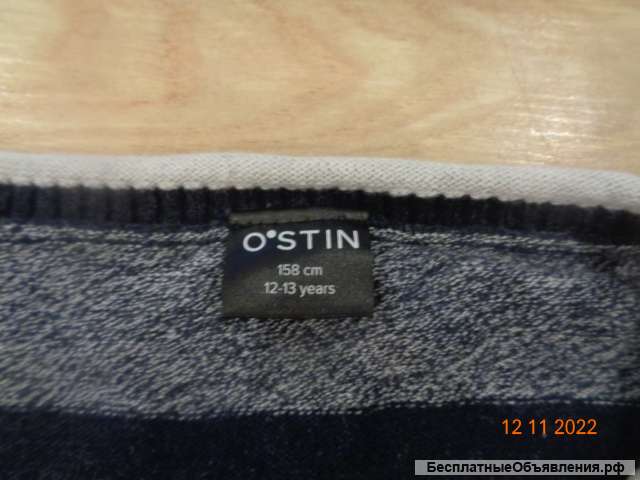 O'STIN
158 cm
12-13 years
12 11 2022
БесплатныеОбъявления.рф